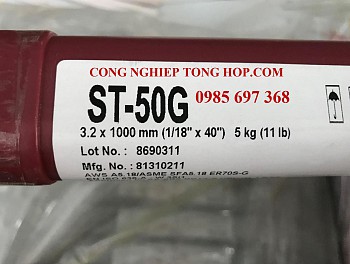 CONG NGHIEP TONG HOP.COM
ST-50G 0985 697 368
3.2 x 1000 mm (1/18" x 40") 5 kg (11 lb)
Lot No. : 8690311
Mfg. No. : 81310211
AWS A5.18/ASME SFA5.18 ER70S-G